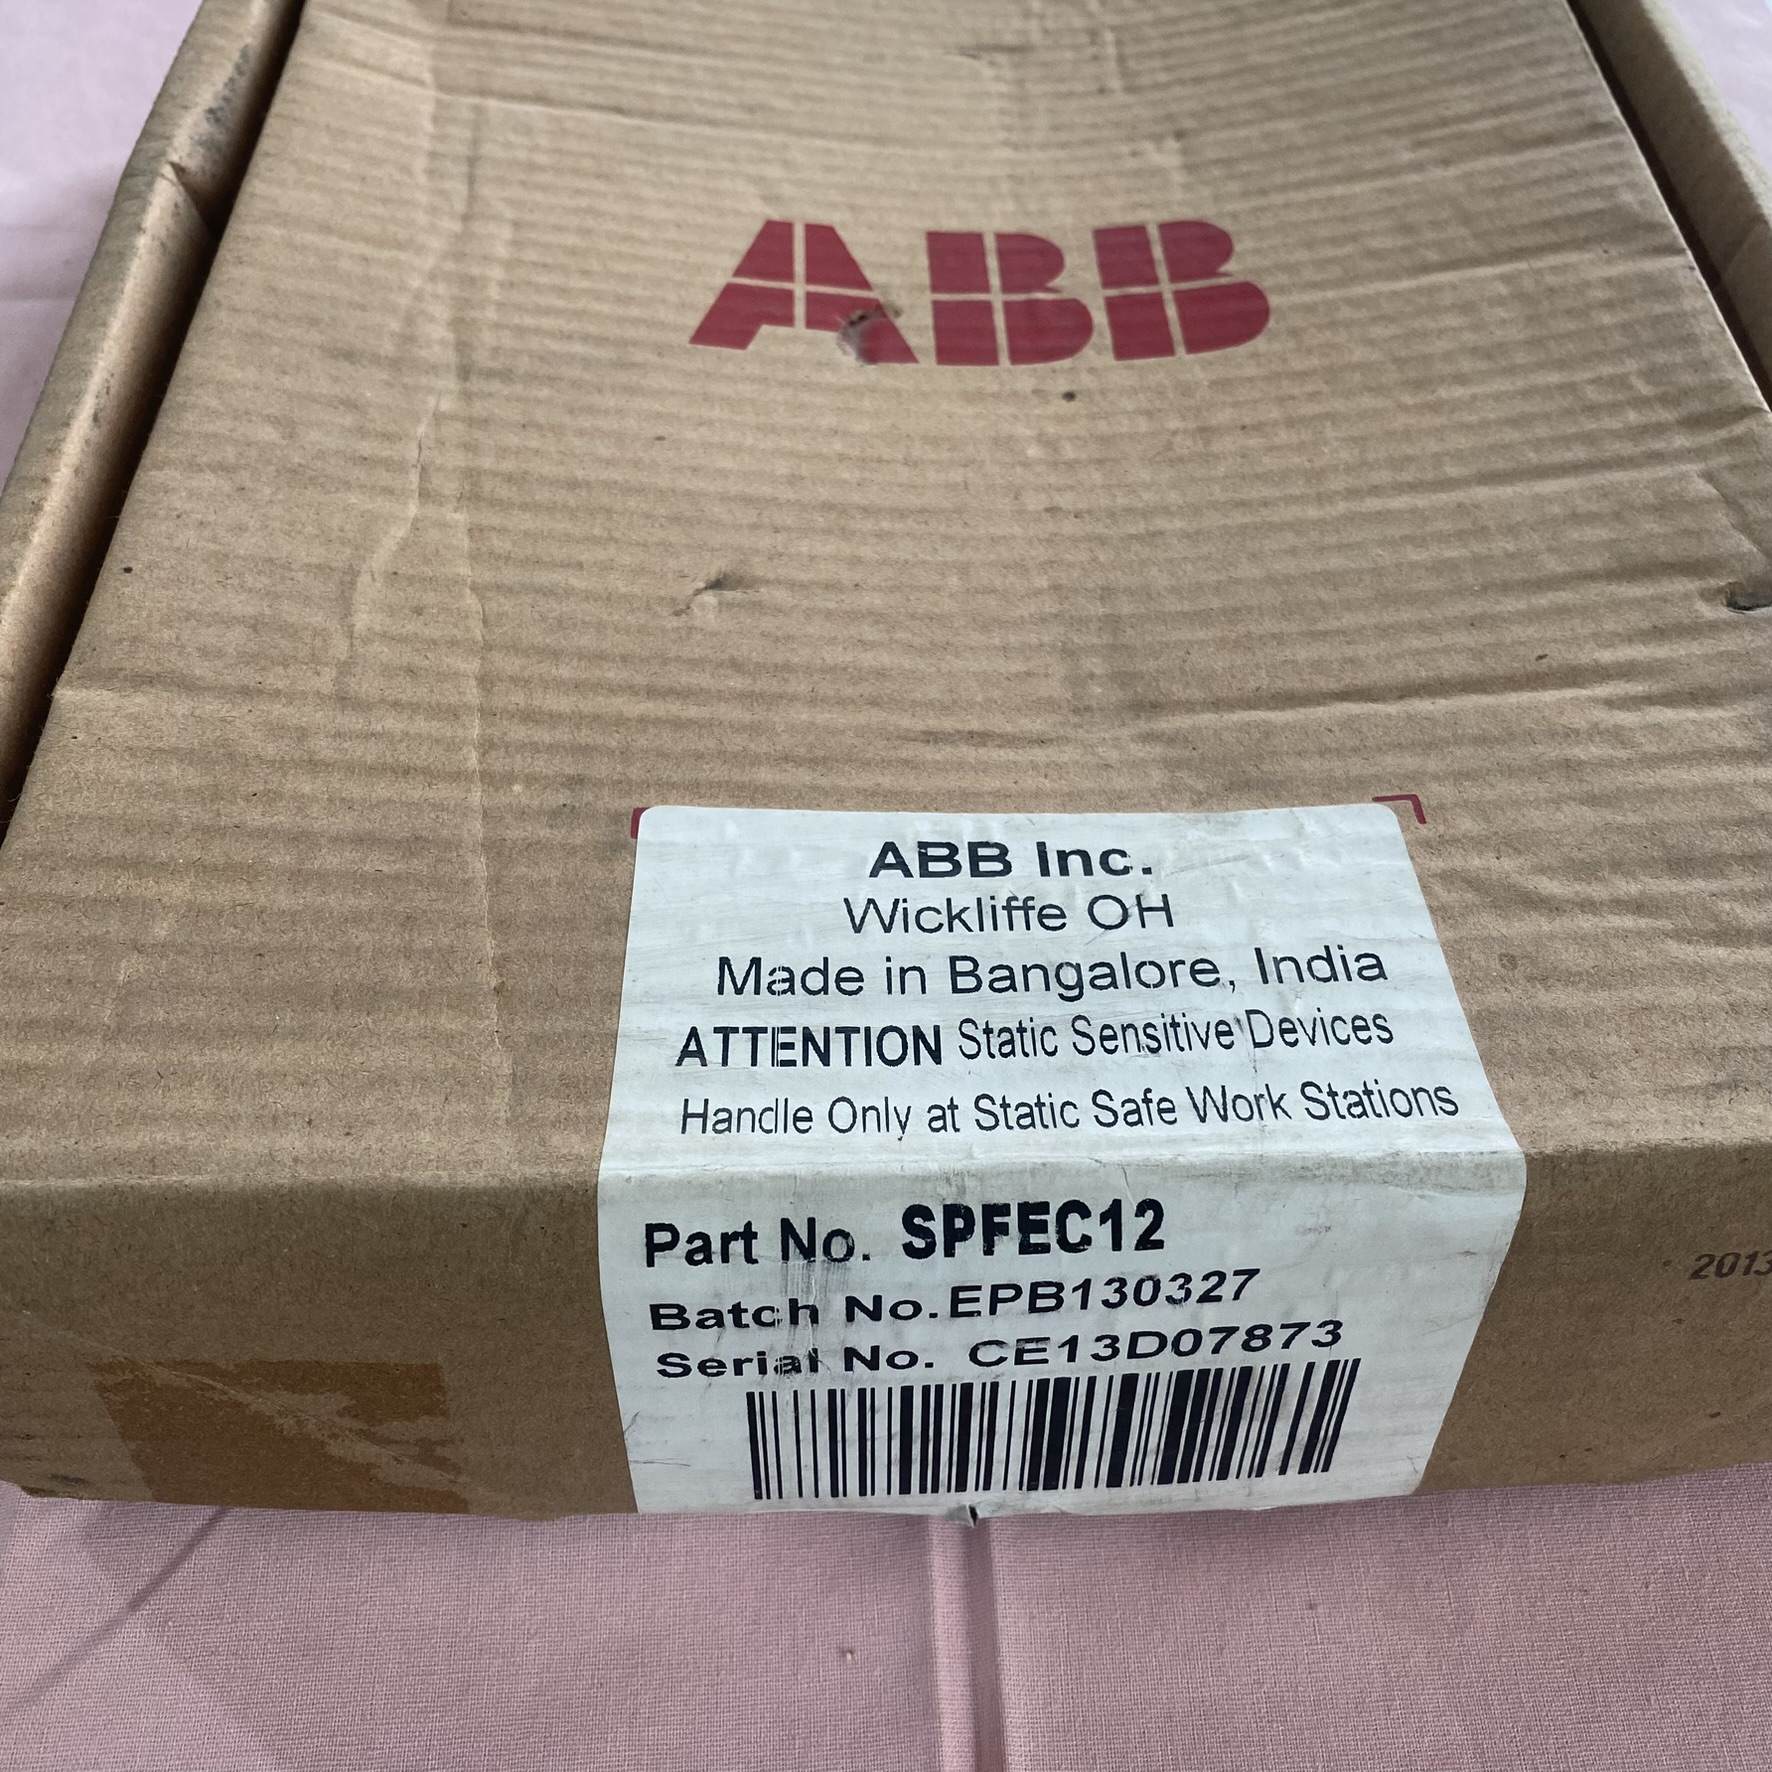 ABB
ABB Inc.
Wickliffe OH
Made in Bangalore, India
ATTENTION Static Sensitive Devices
Handle Only at Static Safe Work Stations
Part No. SPFEC12
Batch No. EPB130327
Serial No. CE13D07873
2013